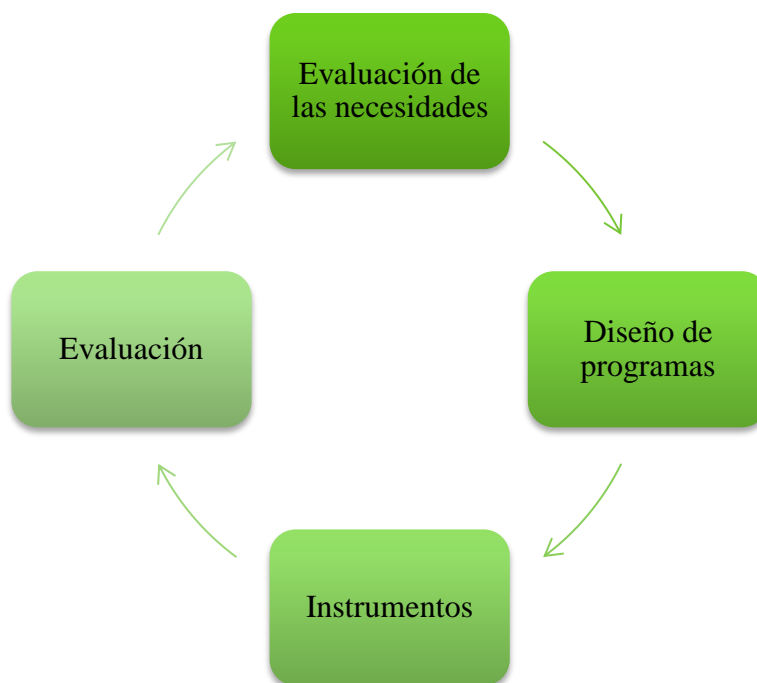 Evaluación de
las necesidades
Diseño de
programas
Instrumentos
Evaluación